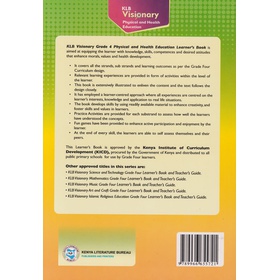 KLB
Visionary
Physical and Health
Education
KLB Visionary Grade 4 Physical and Health Education Learner's Book is
aimed at equipping the learner with knowledge, skills, competencies and desired attitudes
that enhance morals, values and health development.
• It covers all the strands, sub strands and learning outcomes as per the Grade Four
Curriculum design.
• Relevant learning experiences are provided in form of activities within the level of
the learner.
• This book is extensively illustrated to enliven the content and the tone follows the
design closely.
• It has employed a learner-centred approach where all experiences are centred on the
learner's interests, knowledge and application to real life situations.
• The book develops skills by using readily available materials to enhance creativity and
foster skills and values in learners.
• Practice Activities are provided for each substrand to assess how well the learners
have understood the concepts.
• Fun games have been provided to enhance active participation and enjoyment by the
learner.
• At the end of every skill, the learners are able to self assess themselves and their
peers.
This Learner's Book is approved by the Kenya Institute of Curriculum
Development (KICD), procured by the Government of Kenya and distributed to all
public primary schools for use by Grade Four learners.
Other approved titles in this series are:
KLB Visionary Science and Technology Grade Four Learner's Book and Teacher's Guide.
KLB Visionary Mathematics Grade Four Learner's Book and Teacher's Guide.
KLB Visionary Music Grade Four Learner's Book and Teacher's Guide.
KLB Visionary Art and Craft Grade Four Learner's Book and Teacher's Guide.
KLB Visionary Islamic Religious Education Grade Four Learner's Book and Teacher's Guide.
KENYA LITERATURE BUREAU